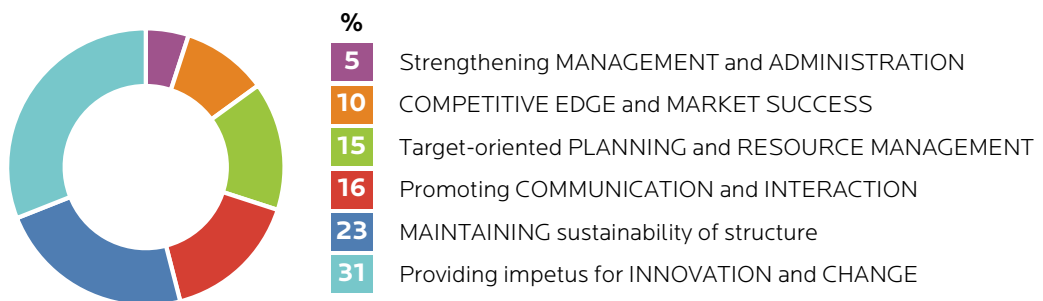 %
5 Strengthening MANAGEMENT and ADMINISTRATION
10 COMPETITIVE EDGE and MARKET SUCCESS
15 Target-oriented PLANNING and RESOURCE MANAGEMENT
16 Promoting COMMUNICATION and INTERACTION
23 MAINTAINING sustainability of structure
31 Providing impetus for INNOVATION and CHANGE